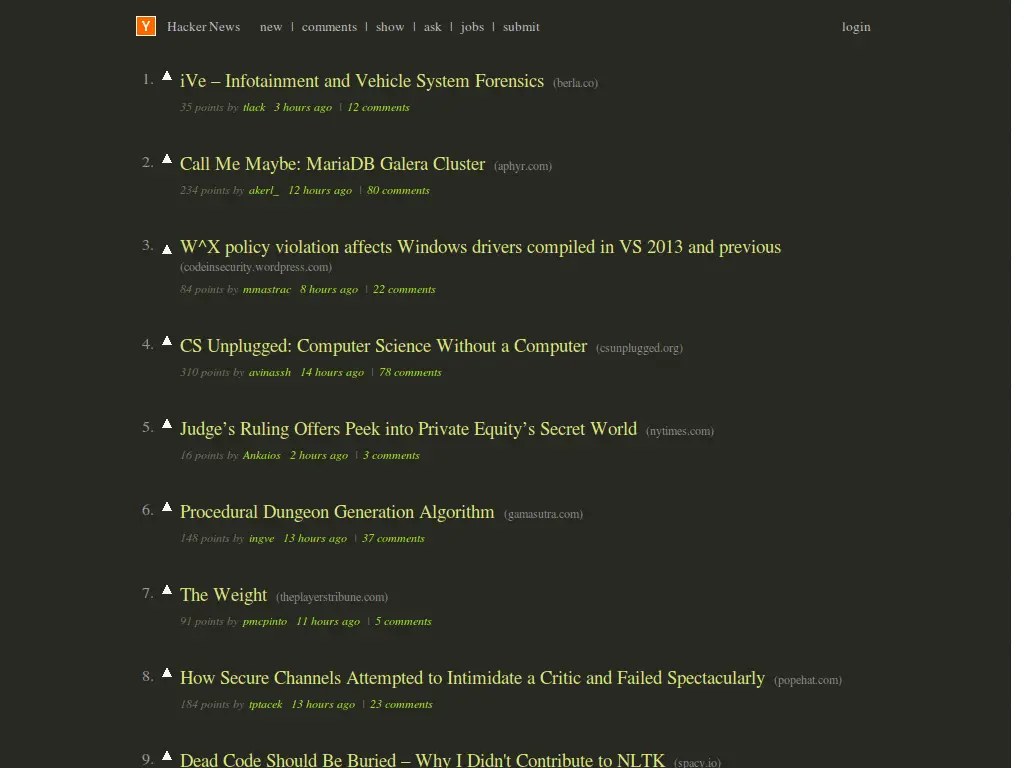 Y Hacker News new | comments | show | ask | jobs | submit login
1. iVe – Infotainment and Vehicle System Forensics (berla.co)
35 points by tlack 3 hours ago | 12 comments
2. Call Me Maybe: MariaDB Galera Cluster (aphyr.com)
234 points by akerl_ 12 hours ago | 80 comments
3. W^X policy violation affects Windows drivers compiled in VS 2013 and previous
(codeinsecurity.wordpress.com)
84 points by mmastrac 8 hours ago | 22 comments
4. CS Unplugged: Computer Science Without a Computer (csunplugged.org)
310 points by avinassh 14 hours ago | 78 comments
5. Judge’s Ruling Offers Peek into Private Equity’s Secret World (nytimes.com)
16 points by Ankaios 2 hours ago | 3 comments
6. Procedural Dungeon Generation Algorithm (gamasutra.com)
148 points by ingve 13 hours ago | 37 comments
7. The Weight (theplayerstribune.com)
91 points by pmcpinto 11 hours ago | 5 comments
8. How Secure Channels Attempted to Intimidate a Critic and Failed Spectacularly (popehat.com)
184 points by tptacek 13 hours ago | 23 comments
9. Dead Code Should Be Buried – Why I Didn't Contribute to NLTK (spacy.io)